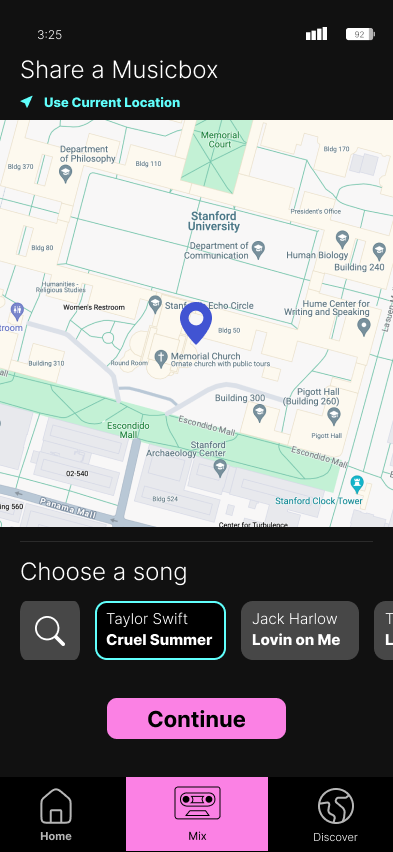 3:25
92
Share a Musicbox
Use Current Location
Memorial
Court
Bldg 170
Department
of Philosophy
Bldg 110
Bldg 370
President's Office
Stanford
University
Department of
Communication
Human Biology
Building 240
Bldg 80
Humanities -
Religious Studies
Women's Restroom
Echo Circle
Hume Center for
Writing and Speaking
Lasuen M
troom
Bldg 50
Memorial Church
Ornate church with public tours
Round Room
Building 310
Building 300
Pigott Hall
(Building 260)
Pigott Hall
Escondido
Mall
Escondido Mall
Escondido Mall
Stanford
Archaeology Center
02-540
Stanford Clock Tower
Bldg 524
Panama Mall
ing 560
Center for Turbulence
Choose a song
Taylor Swift
Cruel Summer
Jack Harlow
Lovin on Me
T
L
Continue
Home
Mix
Discover